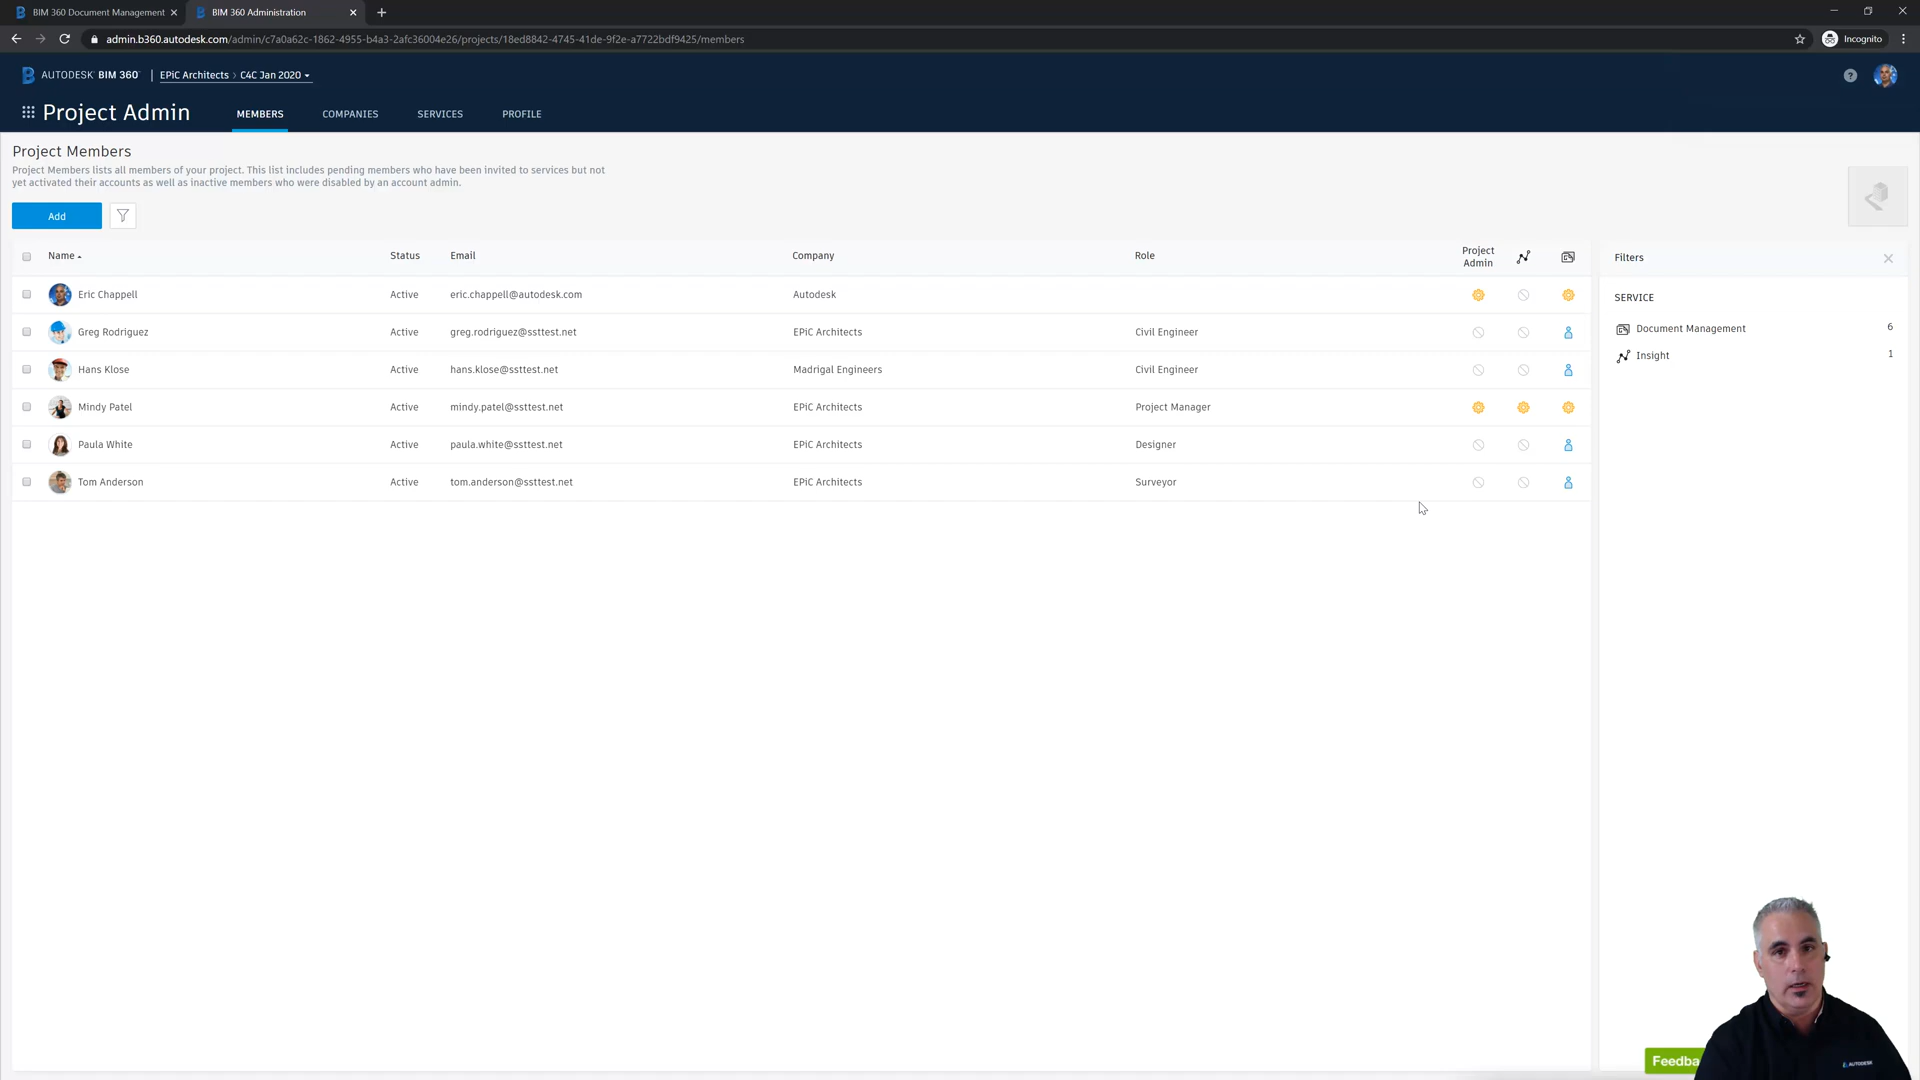 BIM 360 Document Management
BIM 360 Administration
admin.b360.autodesk.com/admin/c7a0a62c-1862-4955-b4a3-2afc36004e26/projects/18ed8842-4745-41de-9f2e-a7722bdf9425/members
Incognito
AUTODESK BIM 360
EPiC Architects > C4C Jan 2020
Project Admin
MEMBERS
COMPANIES
SERVICES
PROFILE
Project Members
Project Members lists all members of your project. This list includes pending members who have been invited to services but not
yet activated their accounts as well as inactive members who were disabled by an account admin.
Add
Name Status Email Company Role Project Admin
Eric Chappell Active eric.chappell@autodesk.com Autodesk
Greg Rodriguez Active greg.rodriguez@ssttest.net EPiC Architects Civil Engineer
Hans Klose Active hans.klose@ssttest.net Madrigal Engineers Civil Engineer
Mindy Patel Active mindy.patel@ssttest.net EPiC Architects Project Manager
Paula White Active paula.white@ssttest.net EPiC Architects Designer
Tom Anderson Active tom.anderson@ssttest.net EPiC Architects Surveyor
Filters
SERVICE
Document Management 6
Insight 1
Feedba
AUTODESK